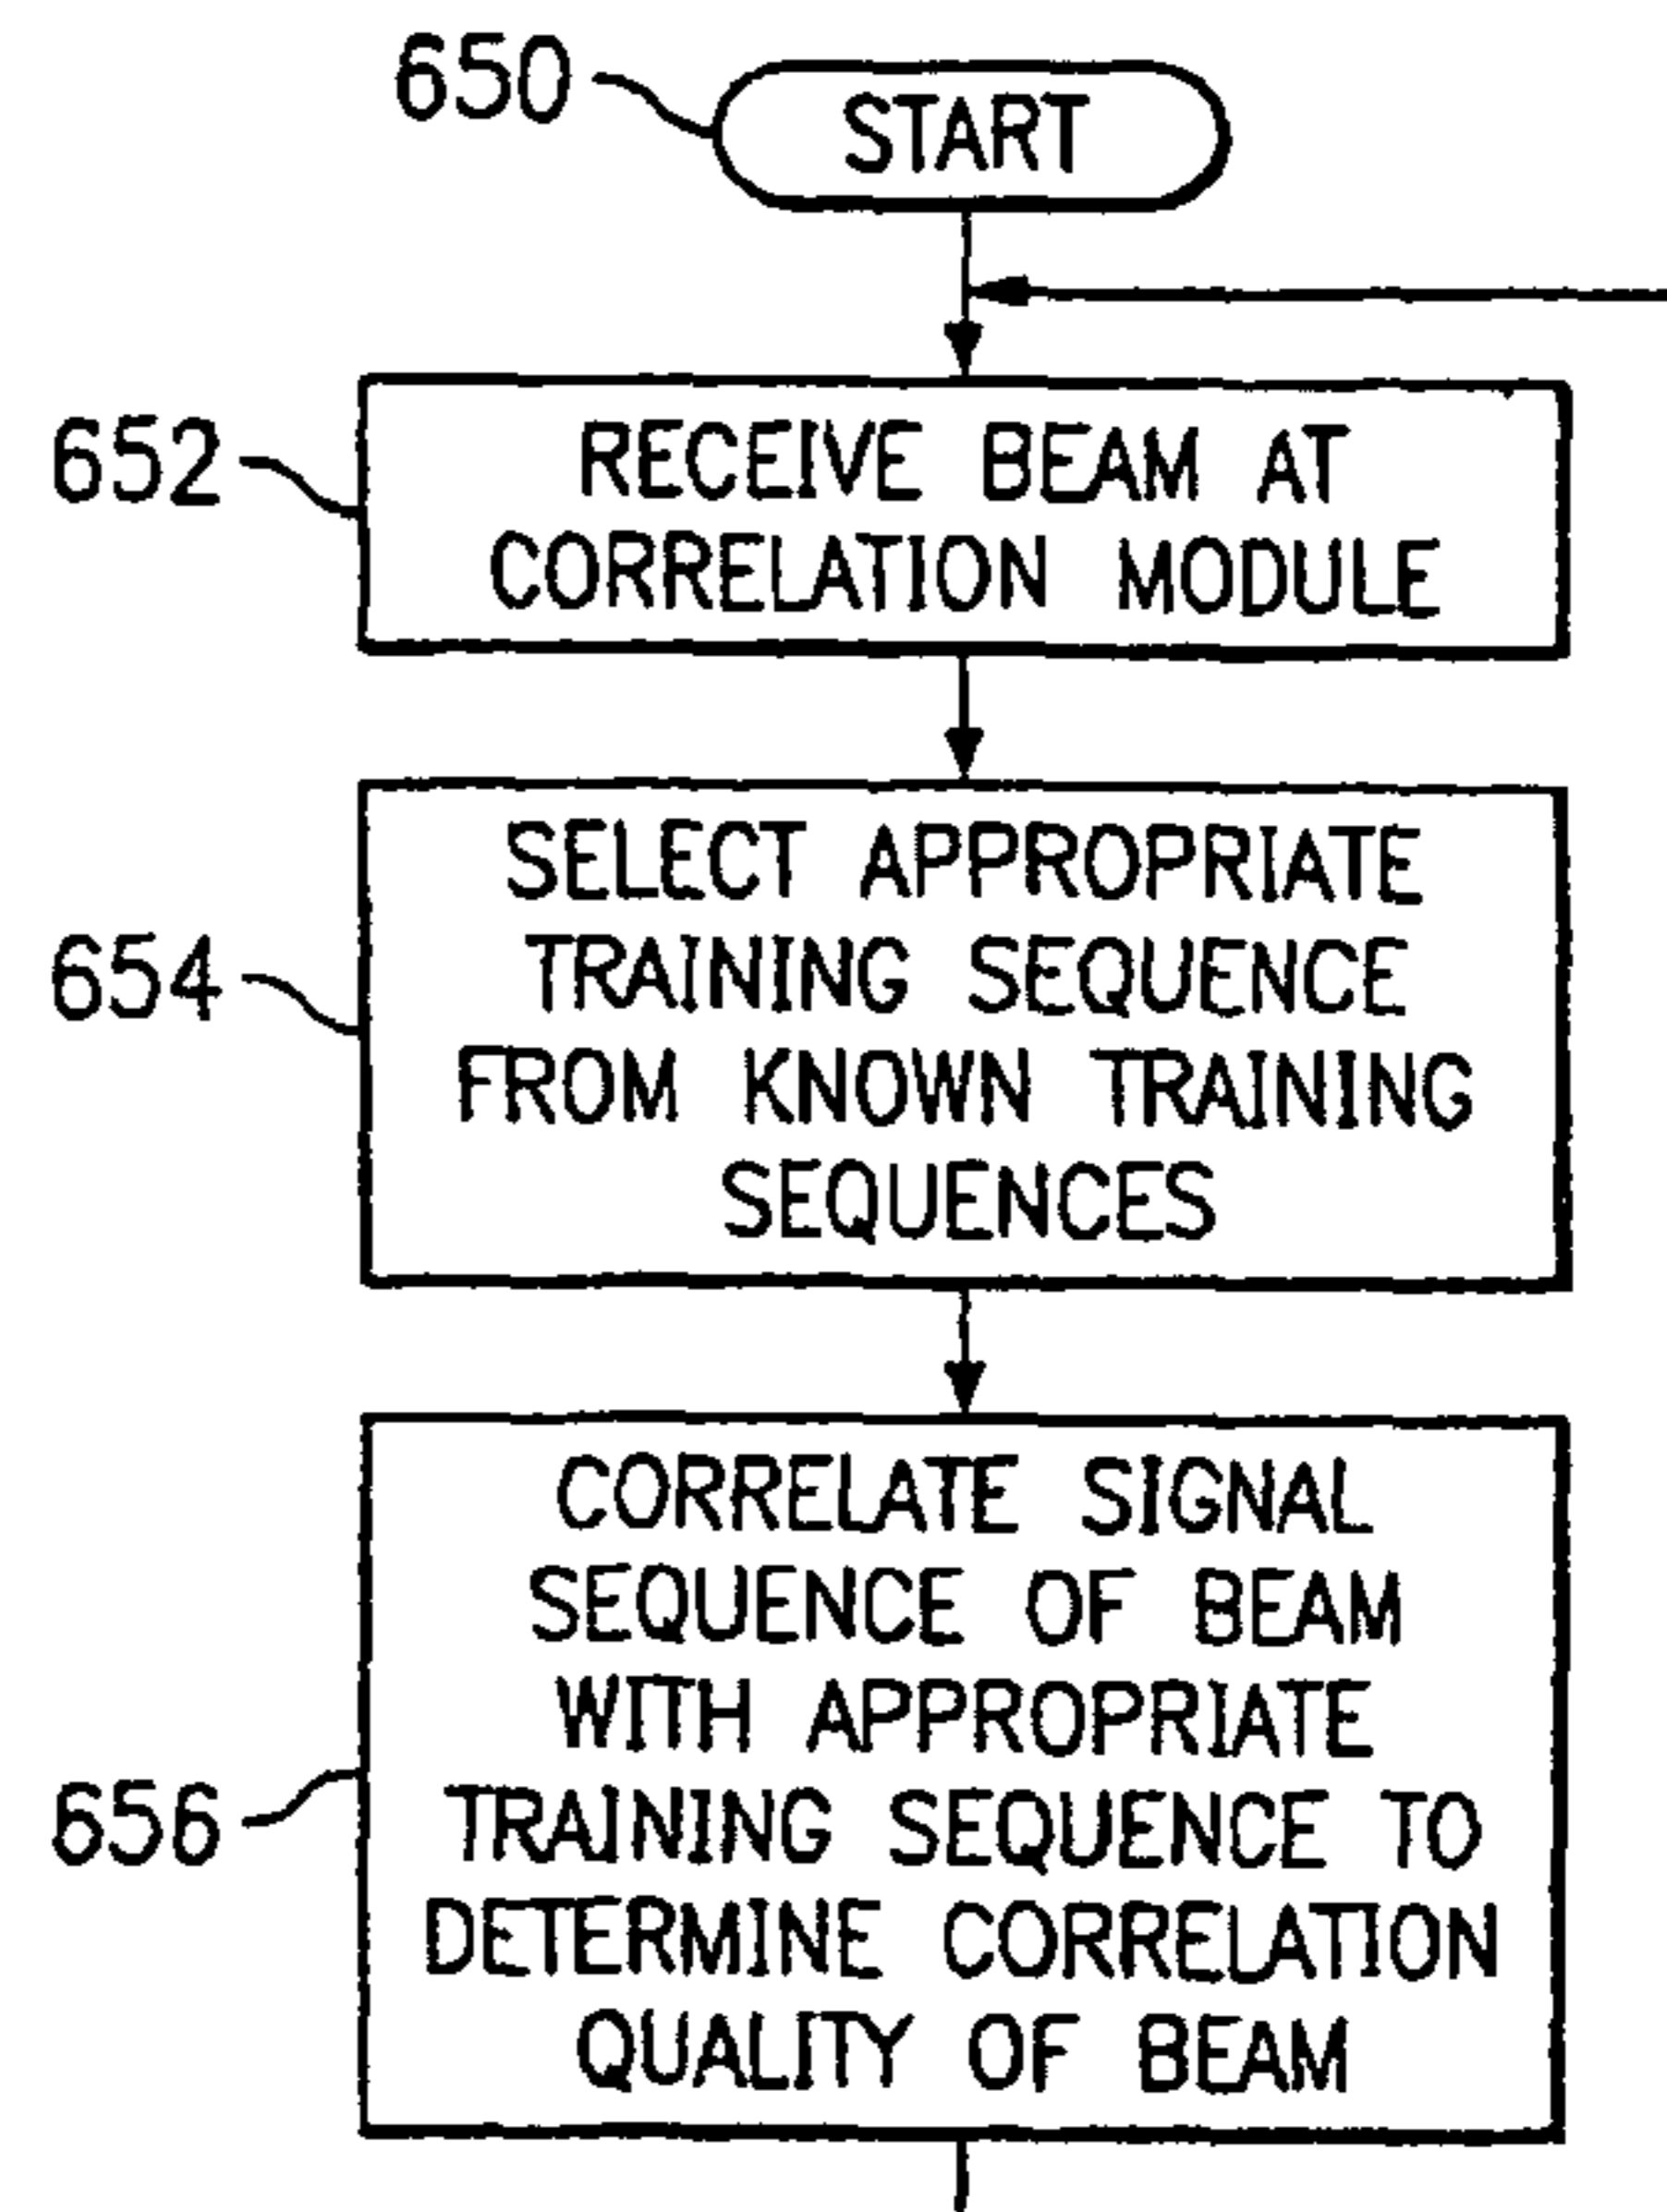 650
START
652
RECEIVE BEAM AT
CORRELATION MODULE
654
SELECT APPROPRIATE
TRAINING SEQUENCE
FROM KNOWN TRAINING
SEQUENCES
656
CORRELATE SIGNAL
SEQUENCE OF BEAM
WITH APPROPRIATE
TRAINING SEQUENCE TO
DETERMINE CORRELATION
QUALITY OF BEAM